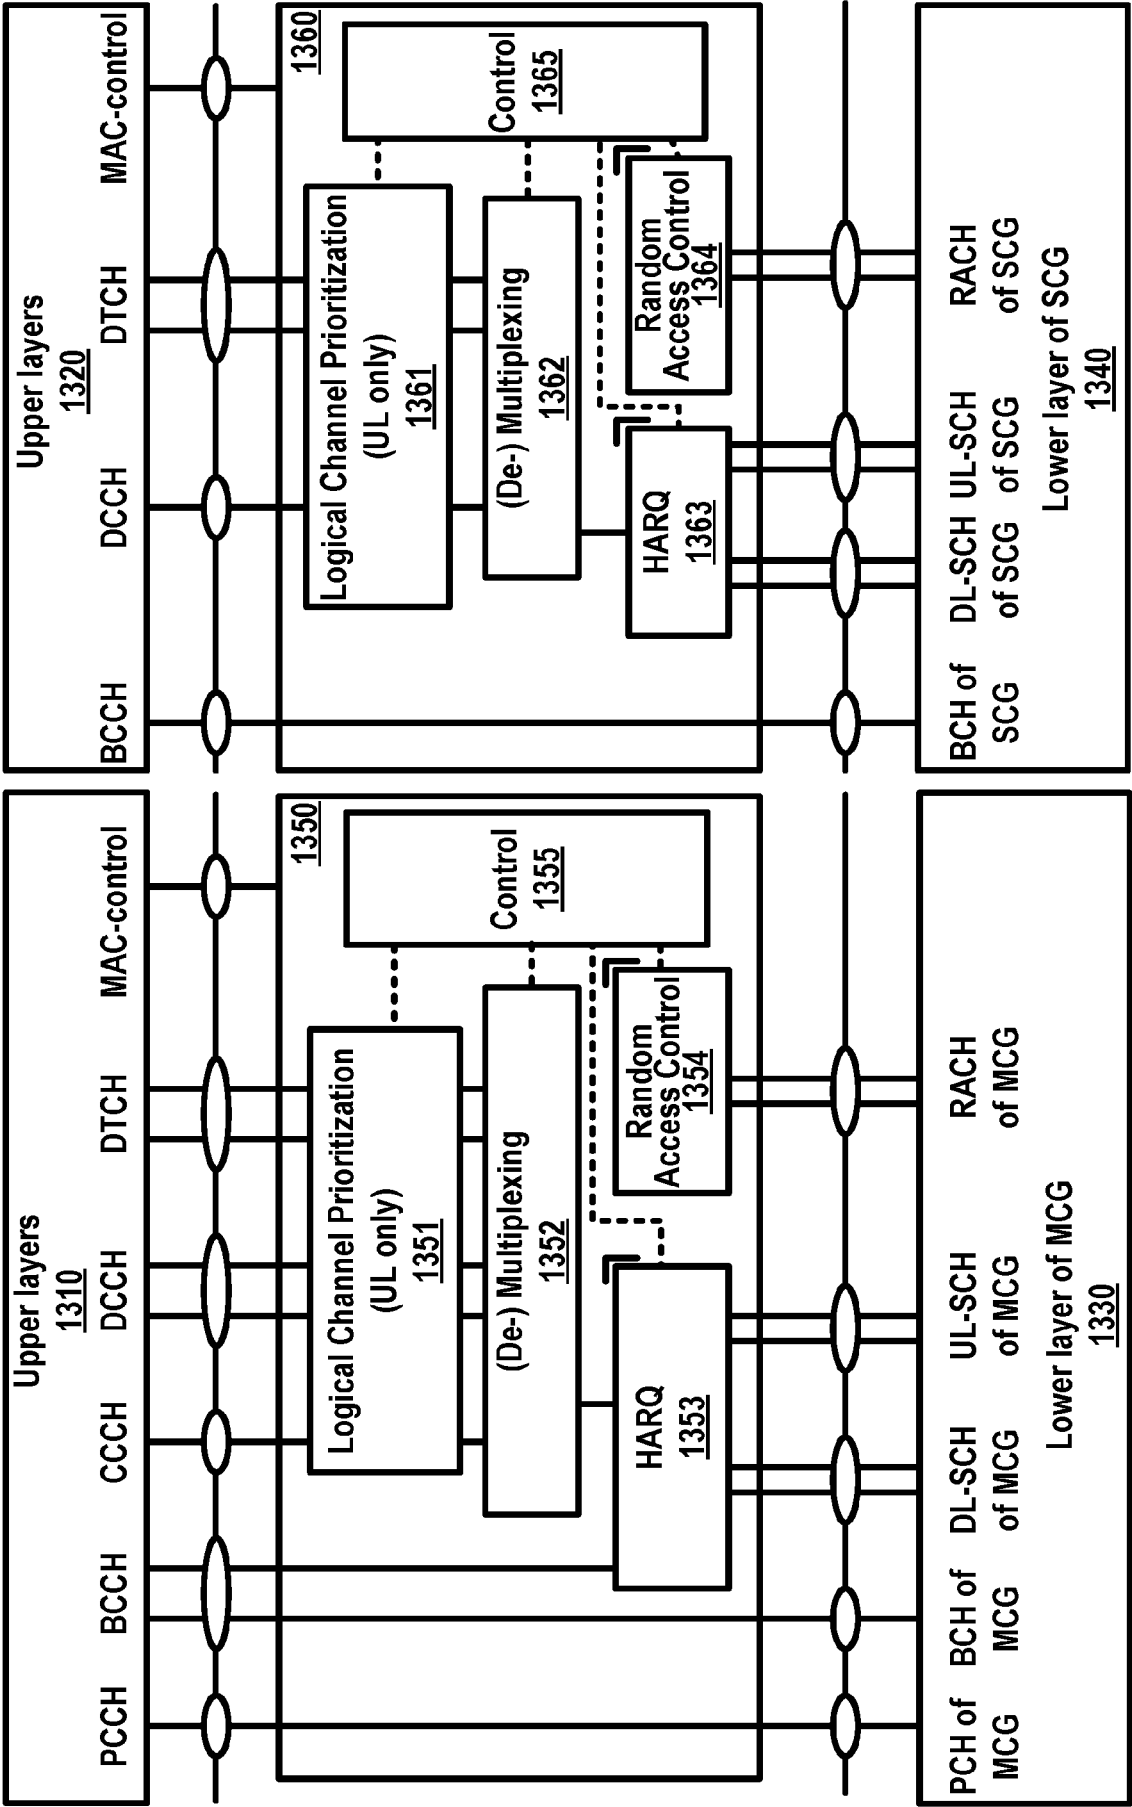 Upper layers
1310
PCCH
BCCH
CCCH
DCCH
DTCH
MAC-control
1350
Logical Channel Prioritization
(UL only)
1351
(De-) Multiplexing
1352
HARQ
1353
Random
Access Control
1354
Control
1355
PCH of
MCG
BCH of
MCG
DL-SCH
of MCG
UL-SCH
of MCG
RACH
of MCG
Lower layer of MCG
1330
Upper layers
1320
BCCH
DCCH
DTCH
MAC-control
1360
Logical Channel Prioritization
(UL only)
1361
(De-) Multiplexing
1362
HARQ
1363
Random
Access Control
1364
Control
1365
BCH of
SCG
DL-SCH
of SCG
UL-SCH
of SCG
RACH
of SCG
Lower layer of SCG
1340